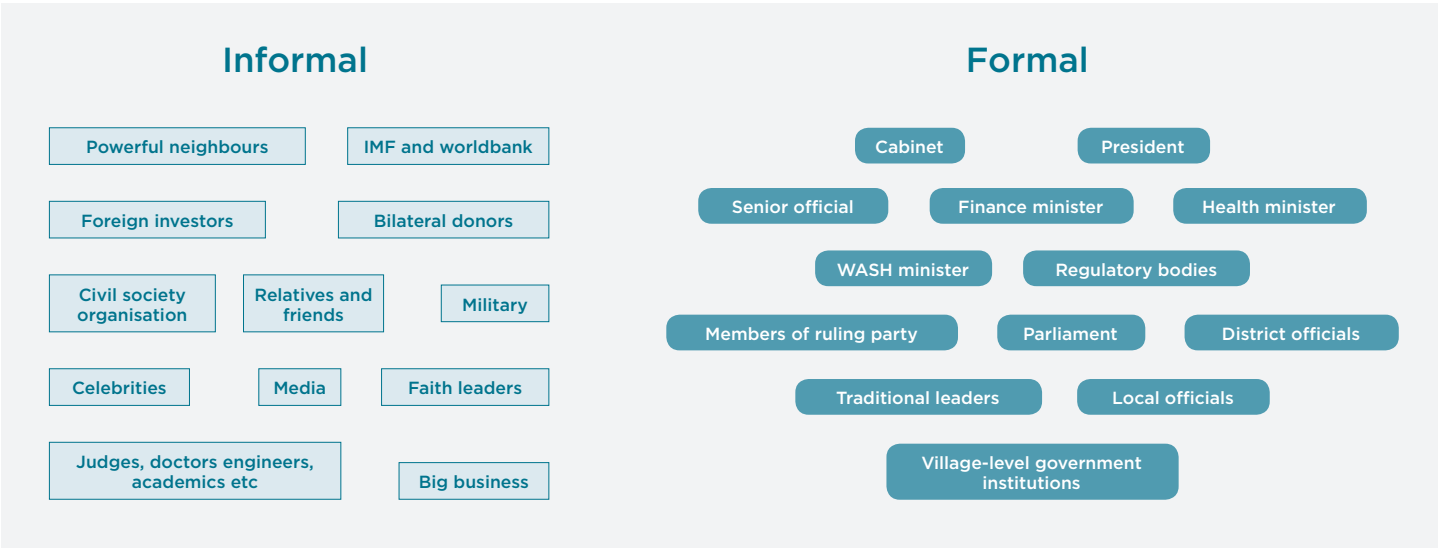 Informal
Powerful neighbours
IMF and worldbank
Foreign investors
Bilateral donors
Civil society
organisation
Relatives and
friends
Military
Celebrities
Media
Faith leaders
Judges, doctors engineers,
academics etc
Big business
Formal
Cabinet
President
Senior official
Finance minister
Health minister
WASH minister
Regulatory bodies
Members of ruling party
Parliament
District officials
Traditional leaders
Local officials
Village-level government
institutions